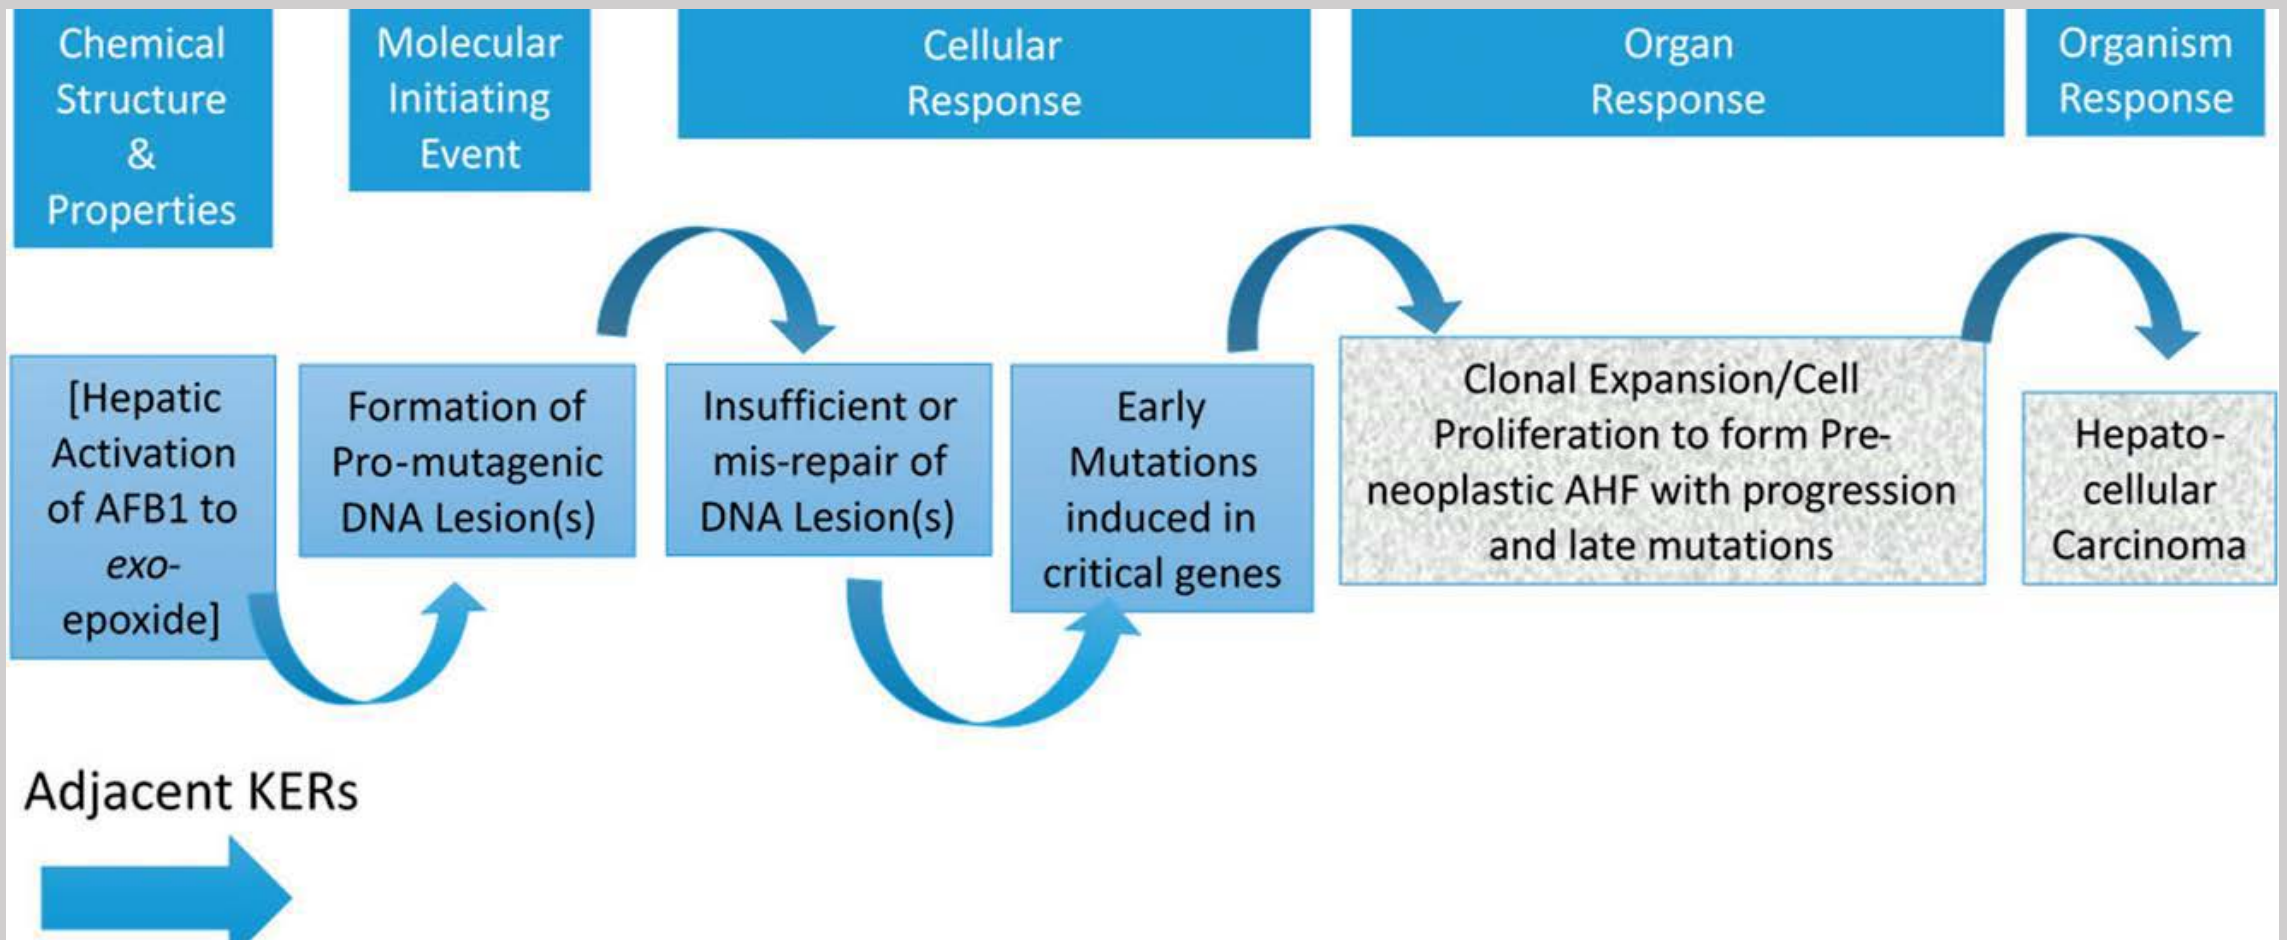 Chemical
Structure
&
Properties
Molecular
Initiating
Event
Cellular
Response
Organ
Response
Organism
Response
[Hepatic
Activation
of AFB1 to
exo-
epoxide]
Formation of
Pro-mutagenic
DNA Lesion(s)
Insufficient or
mis-repair of
DNA Lesion(s)
Early
Mutations
induced in
critical genes
Clonal Expansion/Cell
Proliferation to form Pre-
neoplastic AHF with progression
and late mutations
Hepato-
cellular
Carcinoma
Adjacent KERs